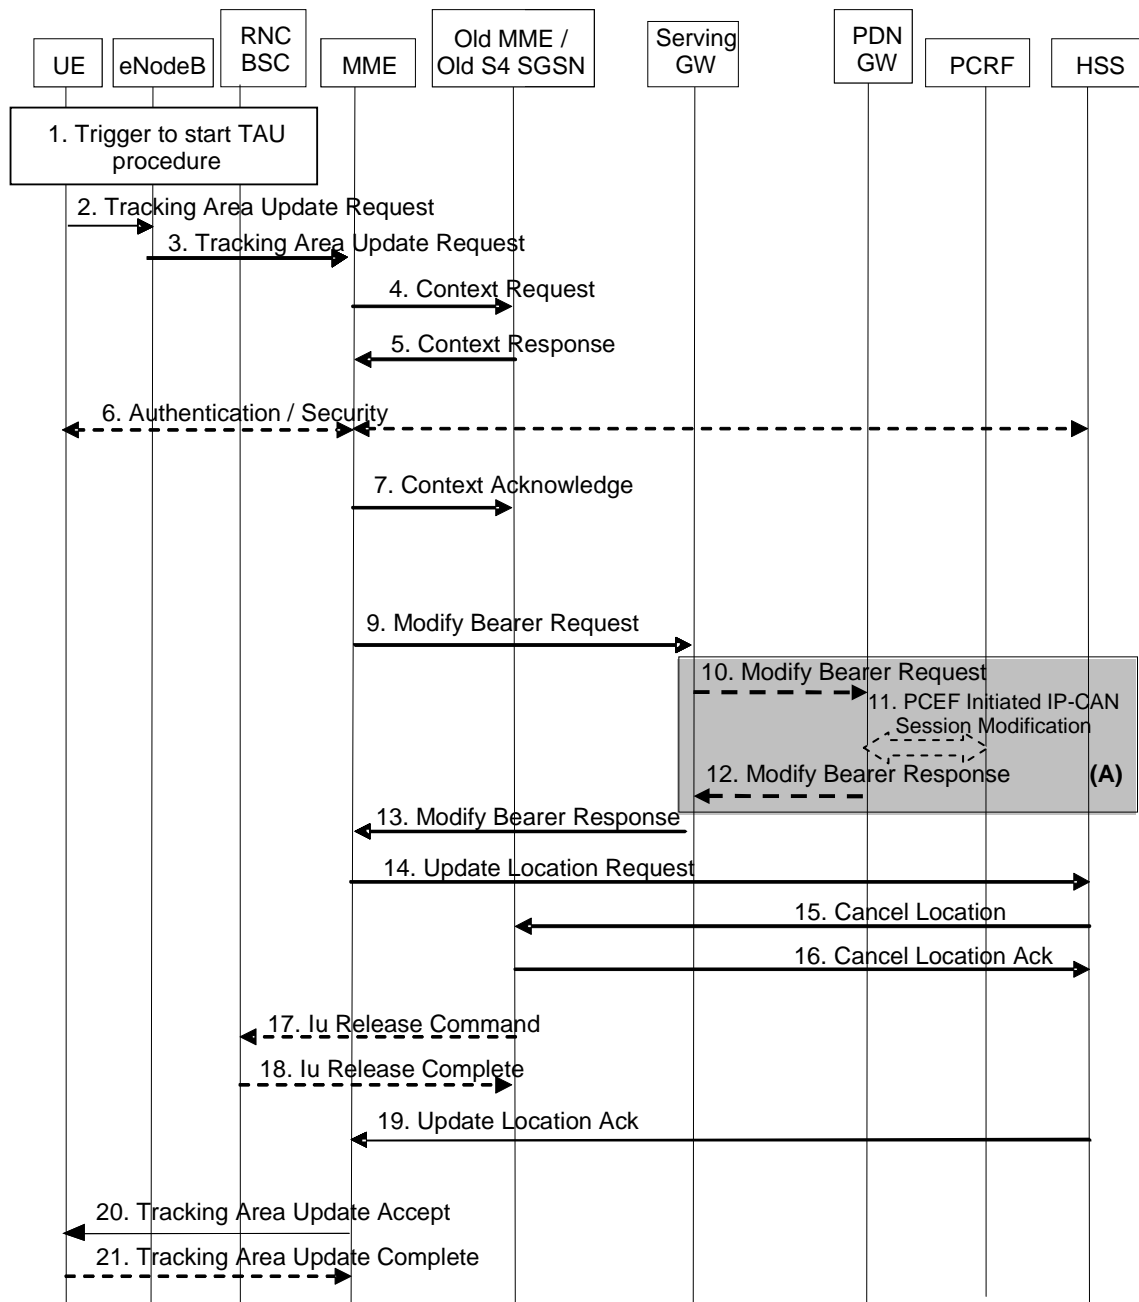 UE
eNodeB
RNC
BSC
MME
Old MME /
Old S4 SGSN
Serving
GW
PDN
GW
PCRF
HSS
1. Trigger to start TAU
procedure
2. Tracking Area Update Request
3. Tracking Area Update Request
4. Context Request
5. Context Response
6. Authentication / Security
7. Context Acknowledge
9. Modify Bearer Request
10. Modify Bearer Request
11. PCEF Initiated IP-CAN
Session Modification
12. Modify Bearer Response
(A)
13. Modify Bearer Response
14. Update Location Request
15. Cancel Location
16. Cancel Location Ack
17. Iu Release Command
18. Iu Release Complete
19. Update Location Ack
20. Tracking Area Update Accept
21. Tracking Area Update Complete